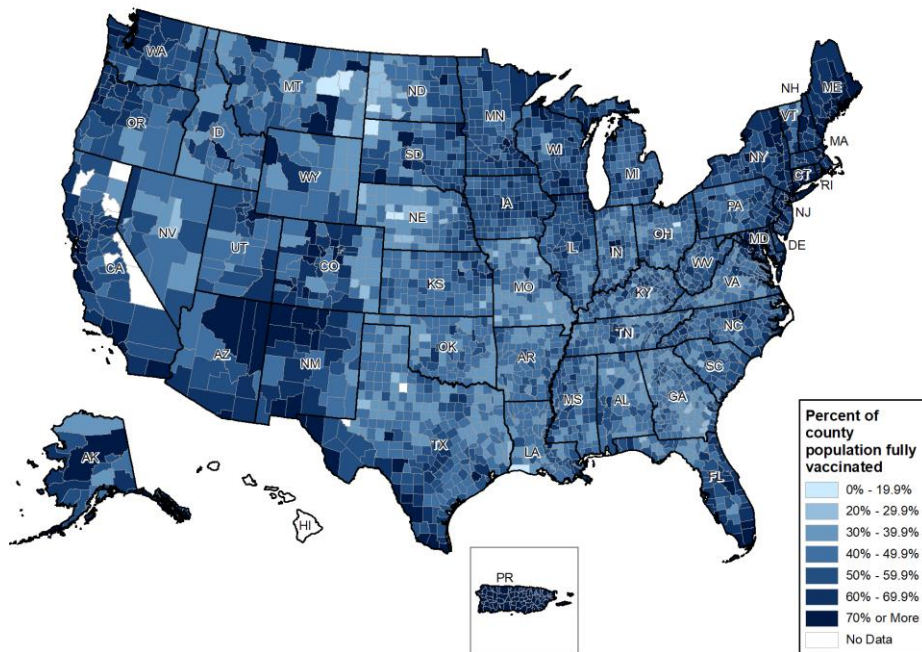 WA
MT
ND
MN
ME
NH
VT
OR
ID
SD
WI
MI
NY
MA
WY
CT
RI
IA
PA
NJ
NE
NV
UT
IL
IN
OH
MD
DE
CA
CO
WV
VA
KS
MO
KY
NC
TN
AZ
NM
OK
AR
SC
MS
AL
GA
TX
LA
FL
AK
HI
PR
Percent of
county
population fully
vaccinated
0% - 19.9%
20% - 29.9%
30% - 39.9%
40% - 49.9%
50% - 59.9%
60% - 69.9%
70% or More
No Data